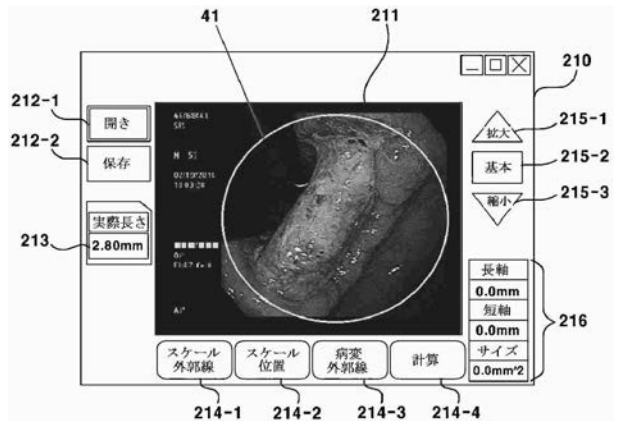 41
211
210
212-1
212-2
213
開き
保存
実際長さ
2.80mm
N SI
拡大
基本
縮小
215-1
215-2
215-3
長軸
0.0mm
短軸
0.0mm
サイズ
0.0mm^2
216
スケール
外郭線
スケール
位置
病変
外郭線
計算
214-1
214-2
214-3
214-4